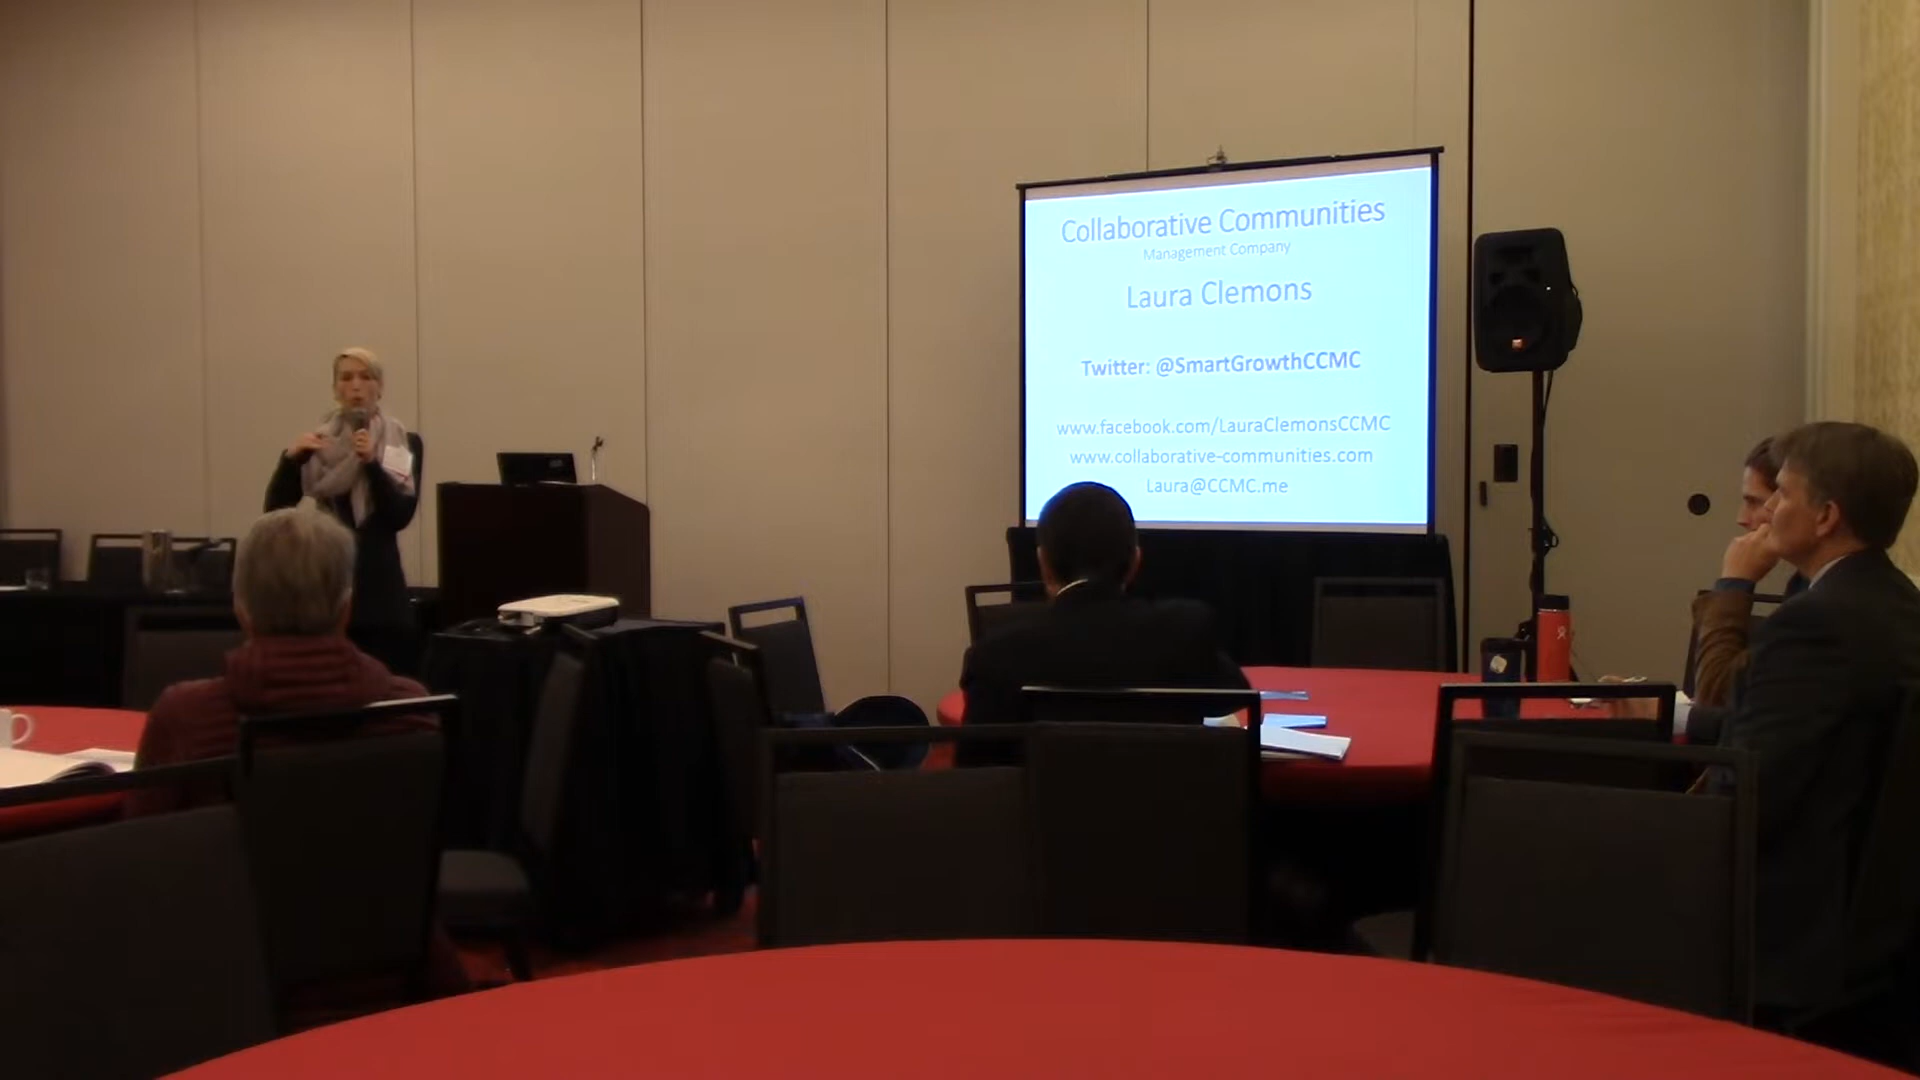 Collaborative Communities
Management Company
Laura Clemons
Twitter: @SmartGrowthCCMC
www.facebook.com/LauraClemonsCCMC
www.collaborative-communities.com
Laura@CCMC.me